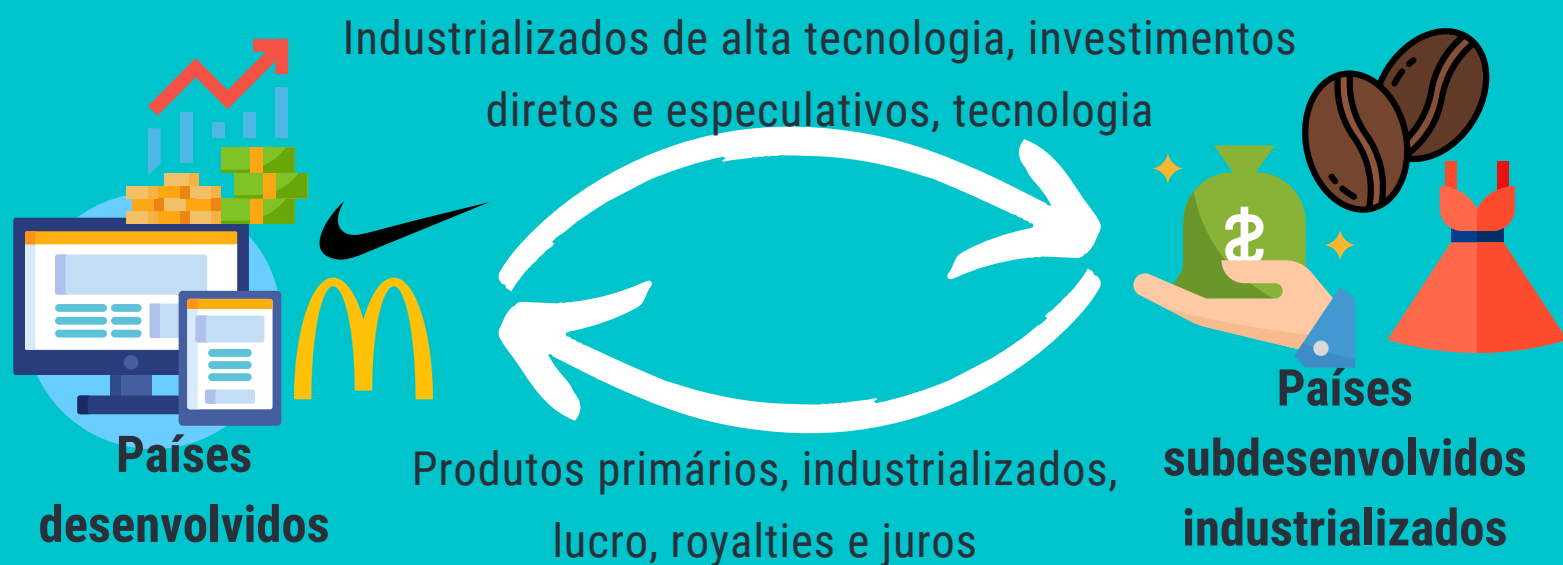 Industrializados de alta tecnologia, investimentos
diretos e especulativos, tecnologia
Países
desenvolvidos
Produtos primários, industrializados,
lucro, royalties e juros
Países
subdesenvolvidos
industrializados